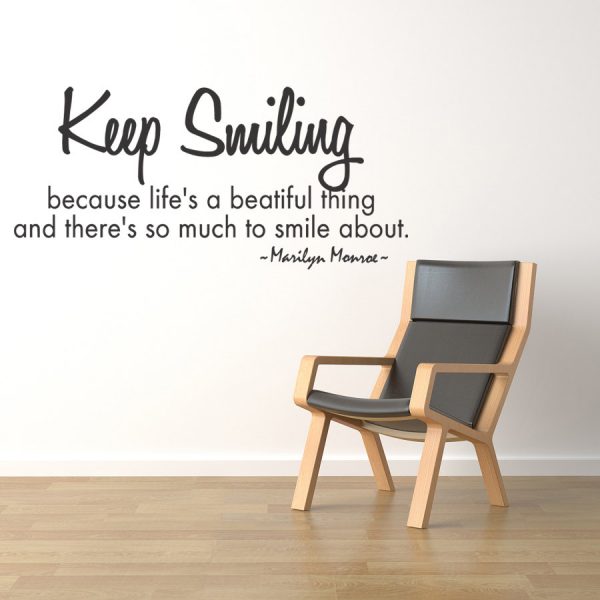 Keep Smiling
because life's a beatiful thing
and there's so much to smile about.
~Marilyn Monroe~